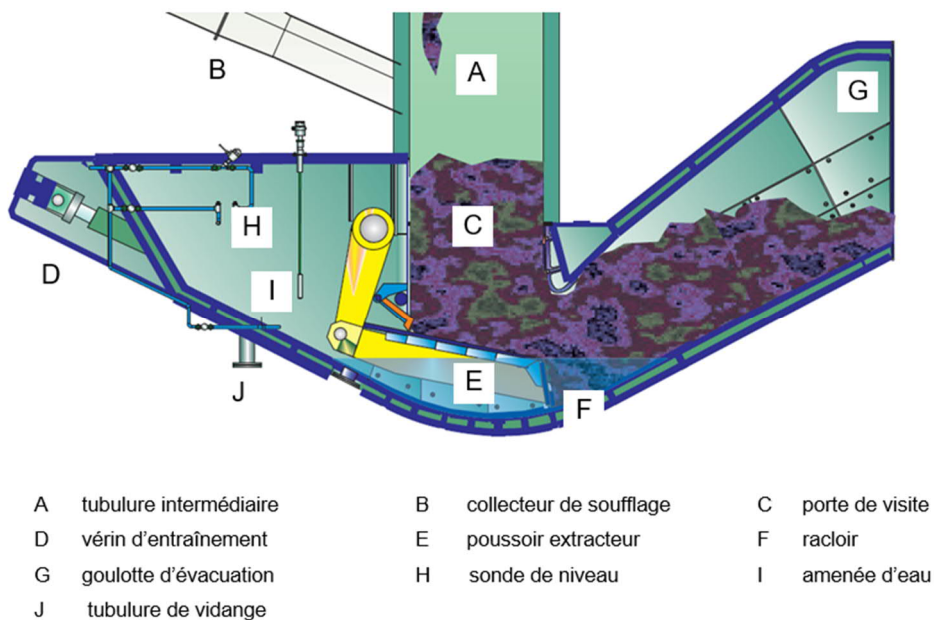 A
B
G
C
H
I
D
E
J
F
A tubulure intermédiaire B collecteur de soufflage C porte de visite
D vérin d'entraînement E poussoir extracteur F racloir
G goulotte d'évacuation H sonde de niveau I amenée d'eau
J tubulure de vidange